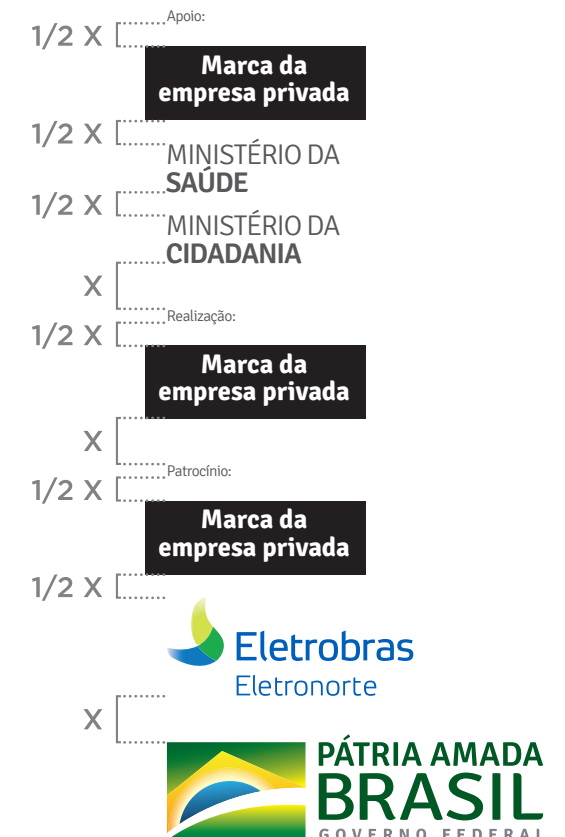 1/2 X
Apoio:
Marca da
empresa privada
1/2 X
MINISTÉRIO DA
SAÚDE
1/2 X
MINISTÉRIO DA
CIDADANIA
X
1/2 X
Realização:
Marca da
empresa privada
X
1/2 X
Patrocínio:
Marca da
empresa privada
1/2 X
Eletrobras
Eletronorte
X
PÁTRIA AMADA
BRASIL
GOVERNO FEDERAL